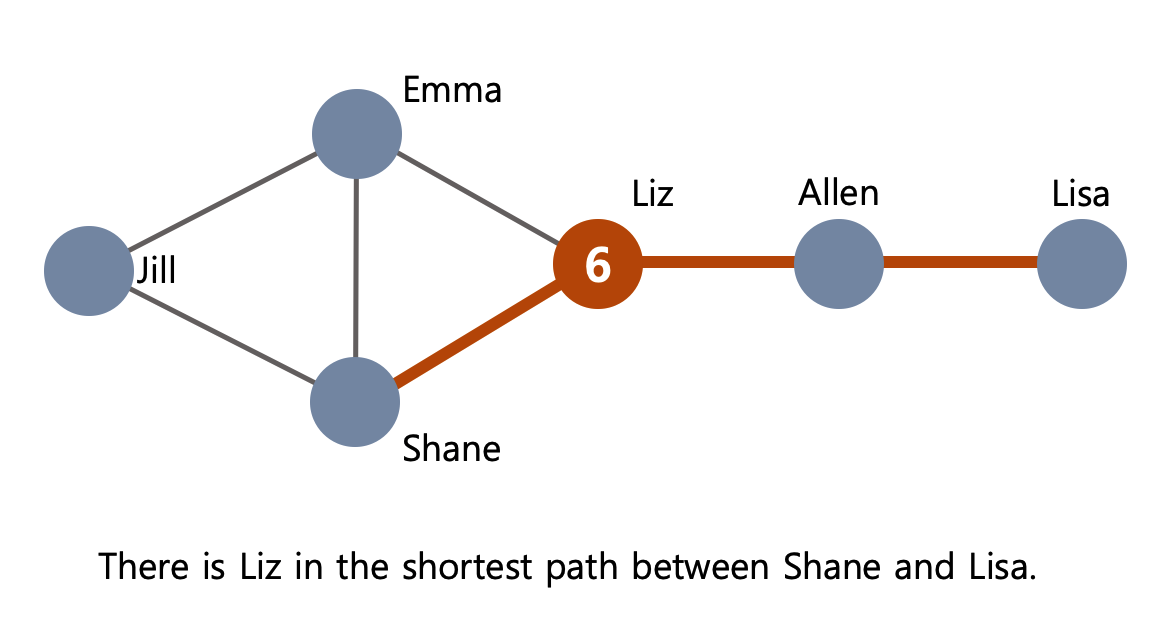 Emma
Liz
Allen
Lisa
6
Jill
Shane
There is Liz in the shortest path between Shane and Lisa.